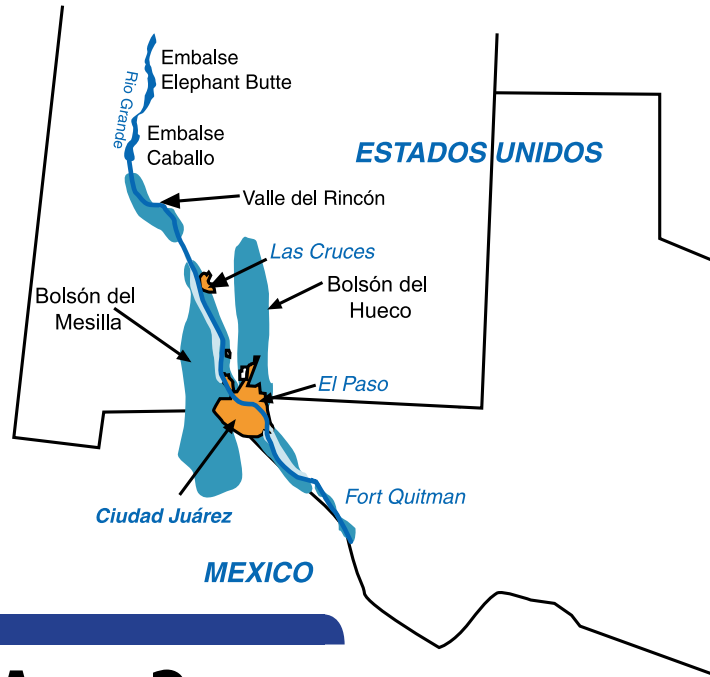 Embalse
Elephant Butte
Rio Grande
Embalse
Caballo
ESTADOS UNIDOS
Valle del Rincón
Las Cruces
Bolsón del
Hueco
Bolsón del
Mesilla
El Paso
Fort Quitman
Ciudad Juárez
MEXICO